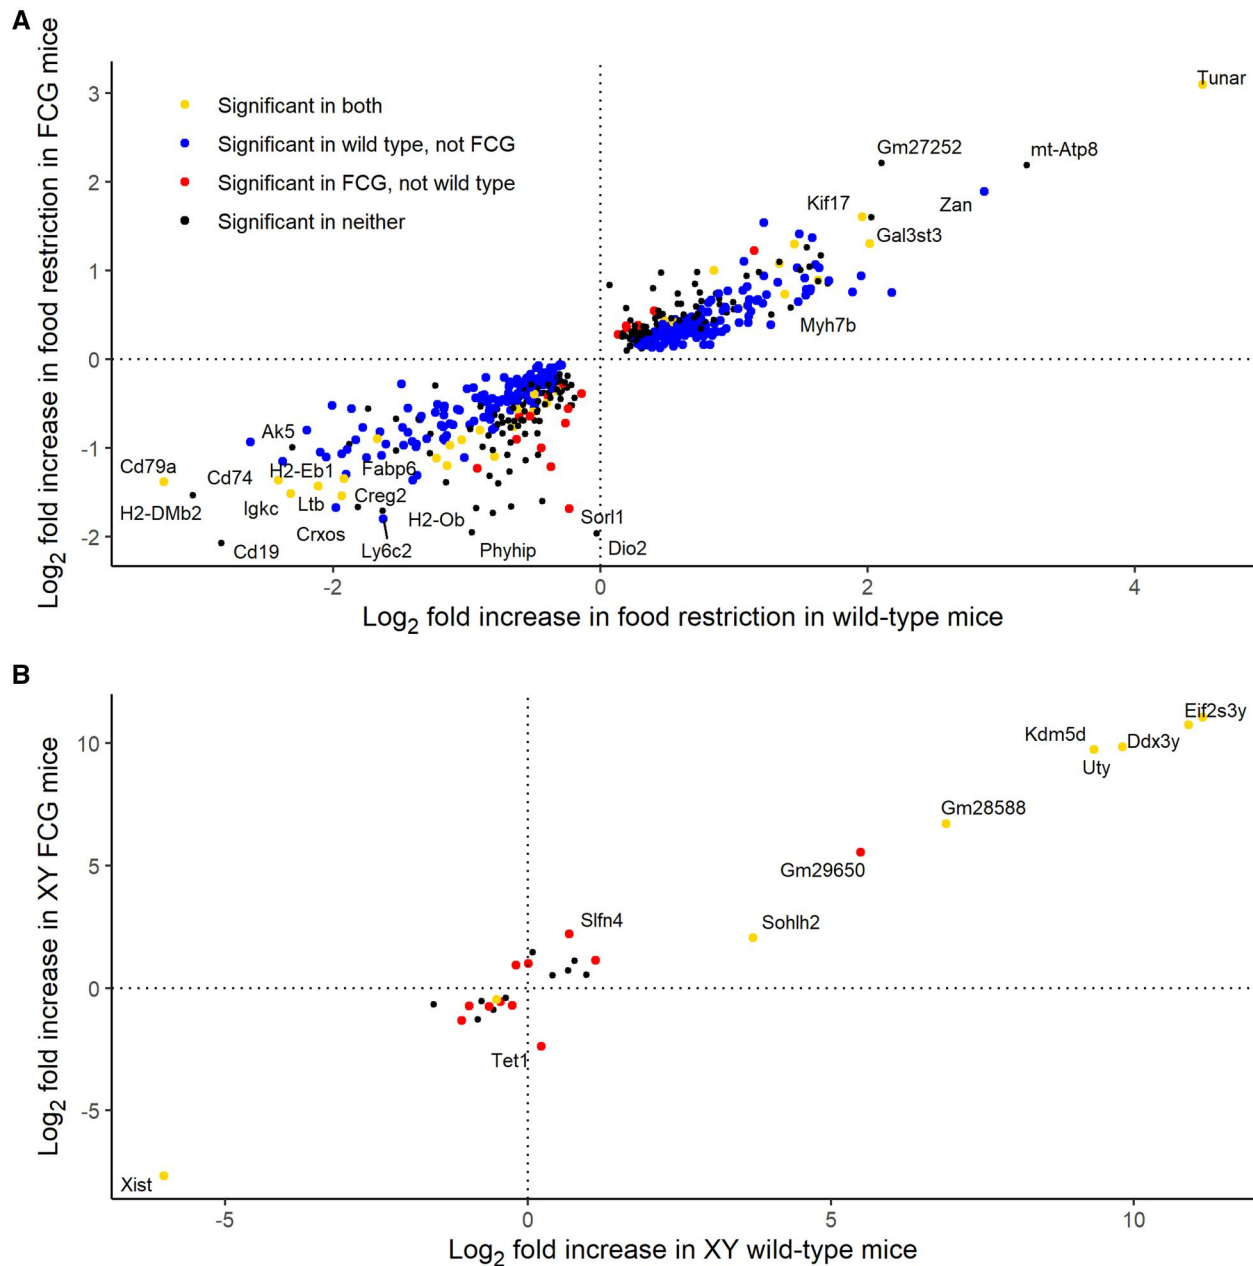 A
Log2 fold increase in food restriction in FCG mice
3
2
1
0
-1
-2
Significant in both
Significant in wild type, not FCG
Significant in FCG, not wild type
Significant in neither
Tunar
Gm27252
mt-Atp8
Kif17
Zan
Gal3st3
Myh7b
Ak5
Cd79a
Cd74
H2-Eb1
Fabp6
H2-DMb2
Igkc
Ltb
Creg2
Crxos
H2-Ob
Sorl1
Cd19
Ly6c2
Phyhip
Dio2
-2
0
2
4
Log2 fold increase in food restriction in wild-type mice
B
Log2 fold increase in XY FCG mice
10
5
0
-5
Eif2s3y
Kdm5d
Ddx3y
Uty
Gm28588
Gm29650
Slfn4
Sohlh2
Tet1
Xist
-5
0
5
10
Log2 fold increase in XY wild-type mice